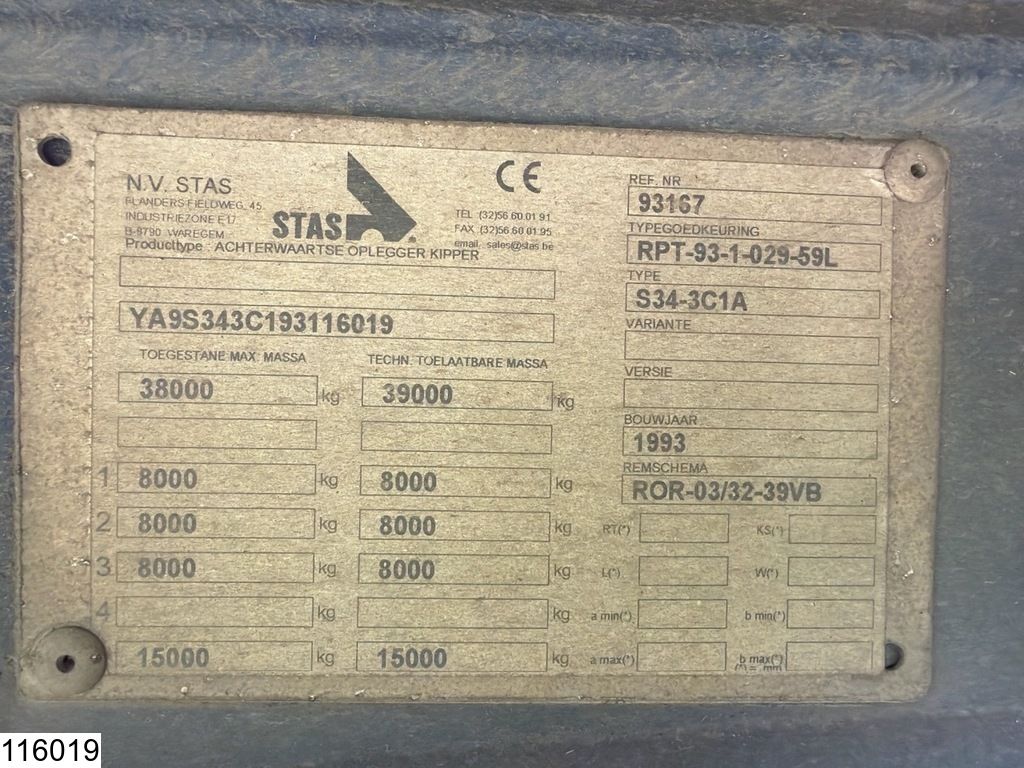 N.V. STAS
FLANDERS FIELDWEG, 45
INDUSTRIEZONE E17
B-8790 WAREGEM
STAS
CE
TEL (32)56 60 01 91
FAX (32)56 60 01 95
email sales@stas.be
Producttype ACHTERWAARTSE OPLEGGER KIPPER
YA9S343C193116019
TOEGESTANE MAX. MASSA TECHN. TOELAATBARE MASSA
38000 kg 39000 kg
1 8000 kg 8000 kg
2 8000 kg 8000 kg
3 8000 kg 8000 kg
4 kg kg
15000 kg 15000 kg
REF. NR
93167
TYPEGOEDKEURING
RPT-93-1-029-59L
TYPE
S34-3C1A
VARIANTE
VERSIE
BOUWJAAR
1993
REMSCHEMA
ROR-03/32-39VB
RT(*) KS(*)
L(*) W(*)
a min(*) b min(*)
a max(*) b max(*)
(*) = mm
116019